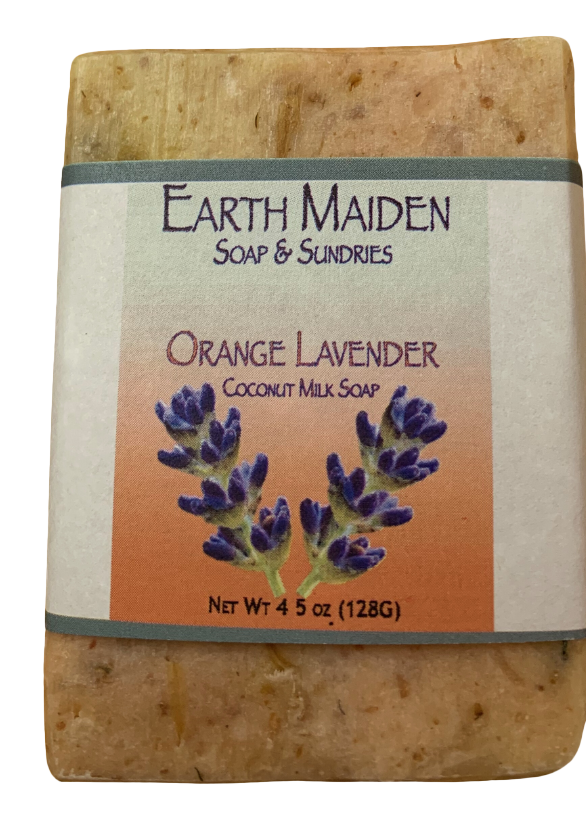 Earth Maiden
Soap & Sundries
Orange Lavender
Coconut Milk Soap
Net Wt 4 5 oz (128G)